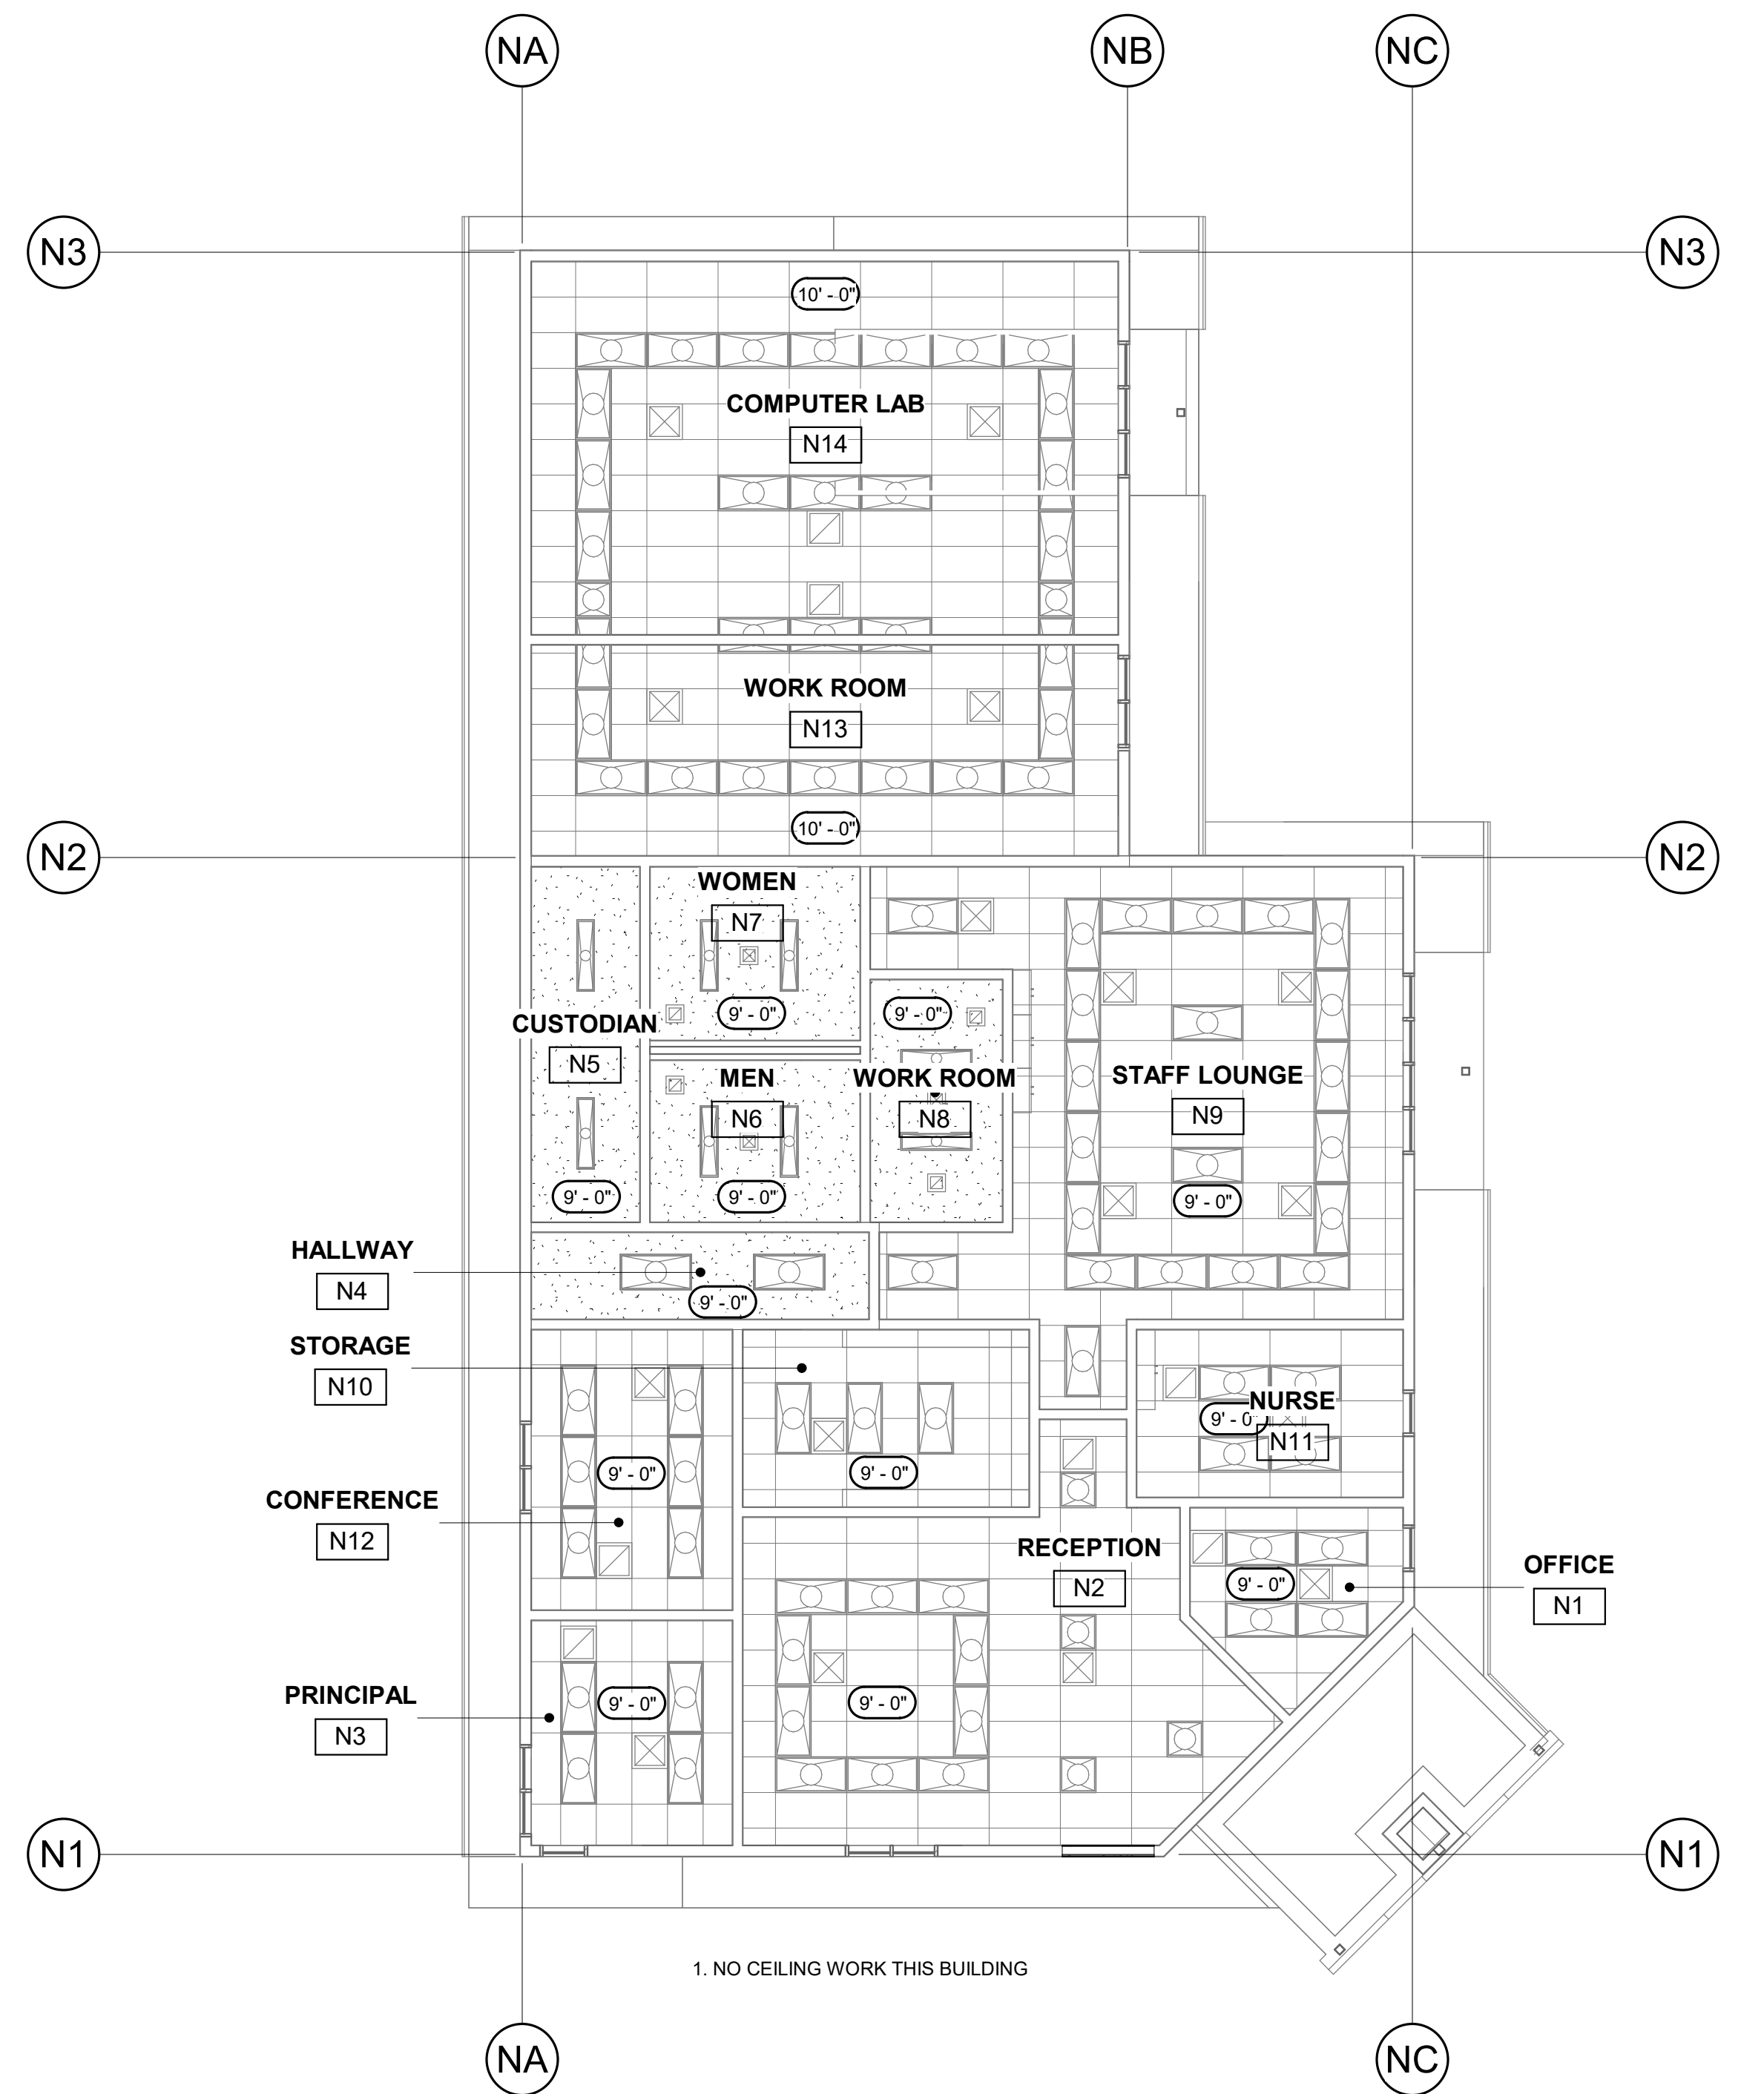 NA
NB
NC
N3
N3
10' - 0"
COMPUTER LAB
N14
WORK ROOM
N13
10' - 0"
N2
N2
WOMEN
N7
9' - 0"
9' - 0"
CUSTODIAN
N5
MEN
N6
WORK ROOM
N8
STAFF LOUNGE
N9
9' - 0"
9' - 0"
9' - 0"
HALLWAY
N4
9' - 0"
STORAGE
N10
NURSE
9' - 0"
N11
9' - 0"
9' - 0"
CONFERENCE
N12
RECEPTION
N2
9' - 0"
OFFICE
N1
PRINCIPAL
N3
9' - 0"
9' - 0"
N1
N1
1. NO CEILING WORK THIS BUILDING
NA
NC